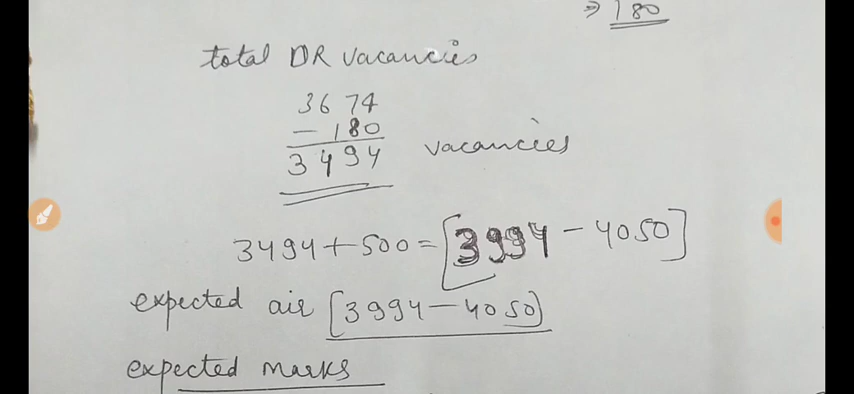 ⇒ 180
total DR vacancies
3674
- 180
3494 vacancies
3494+500=[3994-4050]
expected air [3994-4050]
expected marks